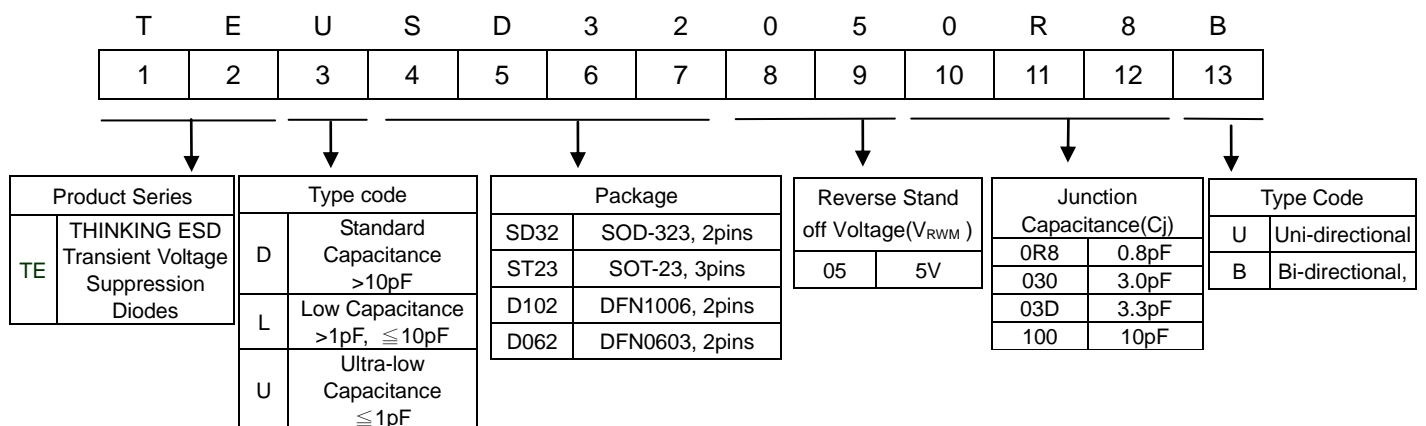 T E U S D 3 2 0 5 0 R 8 B
1 2 3 4 5 6 7 8 9 10 11 12 13
Product Series
TE
THINKING ESD
Transient Voltage
Suppression
Diodes
Type code
D
Standard
Capacitance
>10pF
L
Low Capacitance
>1pF, ≦10pF
U
Ultra-low
Capacitance
≦1pF
Package
SD32 SOD-323, 2pins
ST23 SOT-23, 3pins
D102 DFN1006, 2pins
D062 DFN0603, 2pins
Reverse Stand
off Voltage(VRWM )
05 5V
Junction
Capacitance(Cj)
0R8 0.8pF
030 3.0pF
03D 3.3pF
100 10pF
Type Code
U Uni-directional
B Bi-directional,